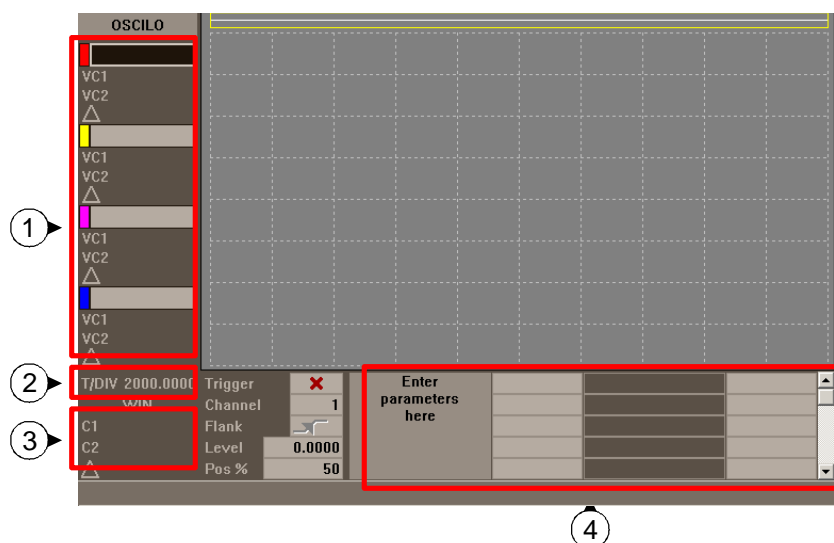 OSCILO
VC1
VC2
△
VC1
VC2
△
1
VC1
VC2
△
VC1
VC2
△
2
T/DIV 2000.0000
WIN
3
C1
C2
△
Trigger
Channel 1
Flank
Level 0.0000
Pos % 50
Enter
parameters
here
4